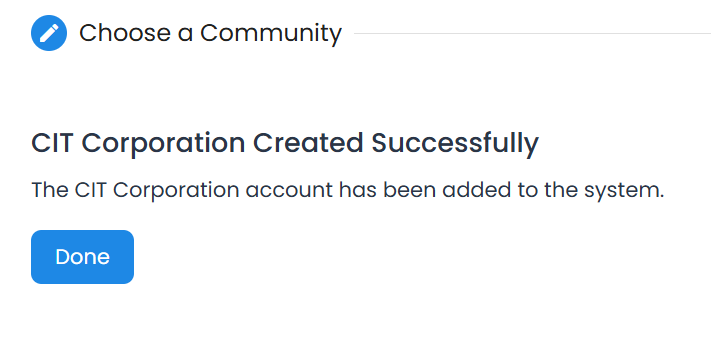 Choose a Community
CIT Corporation Created Successfully
The CIT Corporation account has been added to the system.
Done